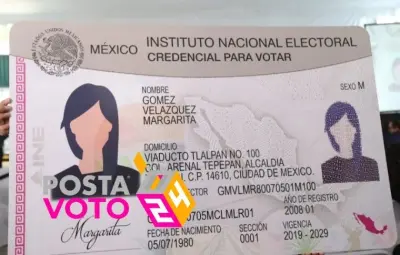 MÉXICO INSTITUTO NACIONAL ELECTORAL
CREDENCIAL PARA VOTAR
NOMBRE
GOMEZ
VELAZQUEZ
MARGARITA
SEXO M
DOMICILIO
VIADUCTO TLALPAN NO. 100
COL. ARENAL TEPEPAN, ALCALDIA
C.P. 14610, CIUDAD DE MEXICO.
GMVLMR80070501M100
0705MCLMLR01
AÑO DE REGISTRO
2008 01
FECHA DE NACIMIENTO
05/07/1980
SECCIÓN
0001
VIGENCIA
2019 - 2029
INE
Margarita
POSTA
VOTO
24